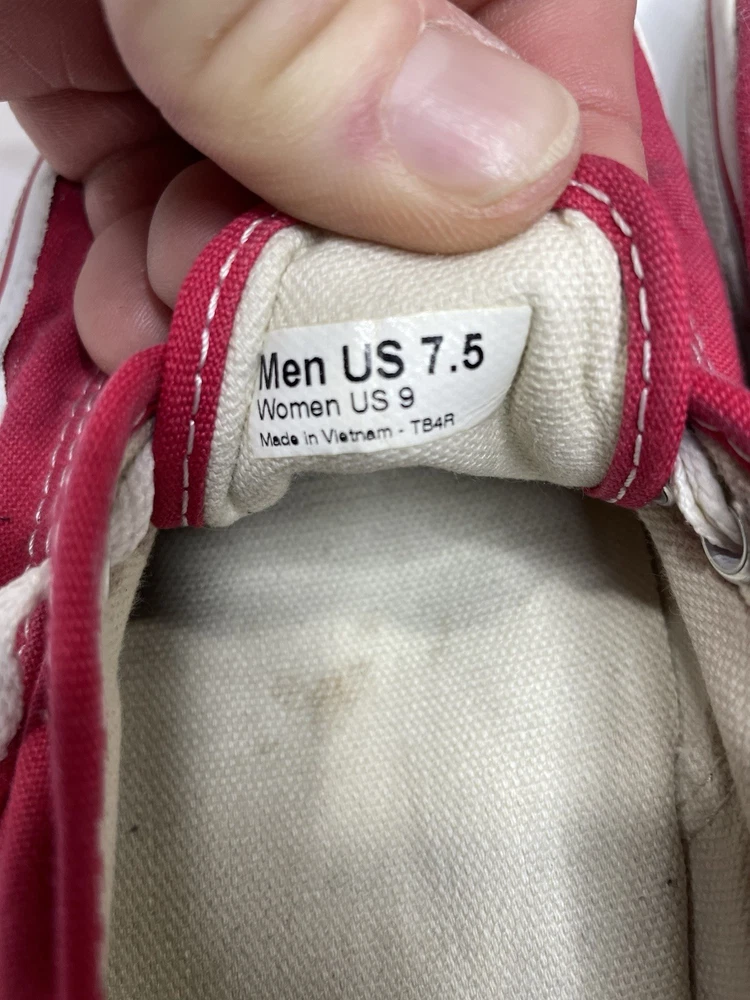 Men US 7.5
Women US 9
Made in Vietnam - TB4R